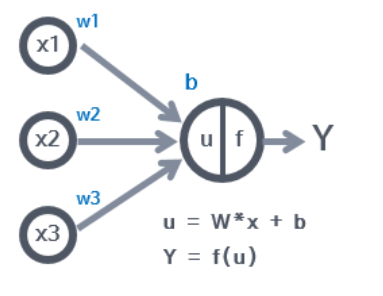 w1
x1
b
w2
x2
u f Y
w3
x3
u = W*x + b
Y = f(u)